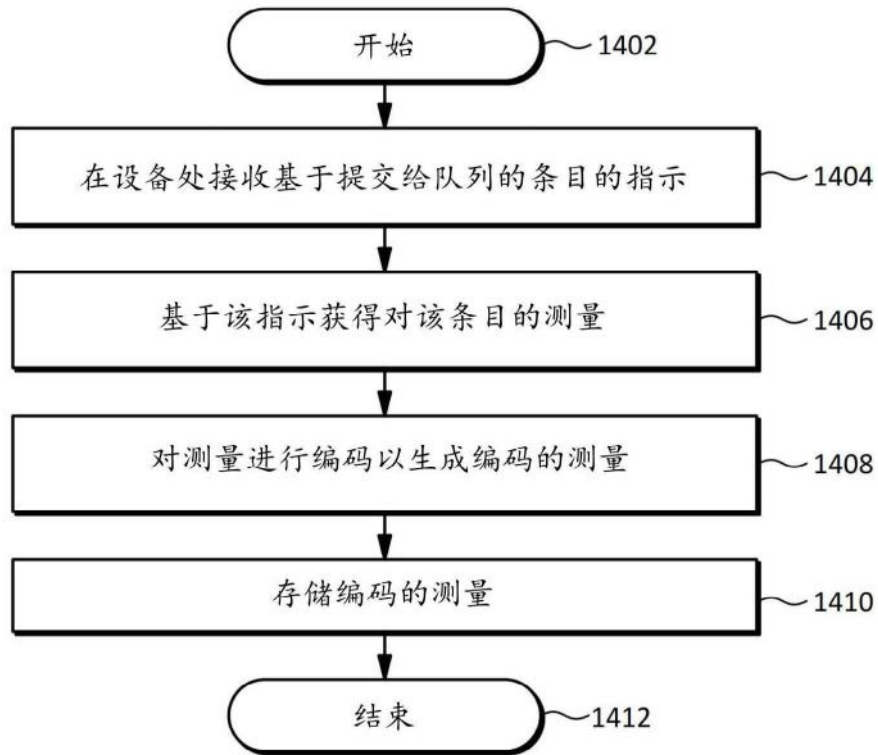 开始 1402
在设备处接收基于提交给队列的条目的指示 1404
基于该指示获得对该条目的测量 1406
对测量进行编码以生成编码的测量 1408
存储编码的测量 1410
结束 1412